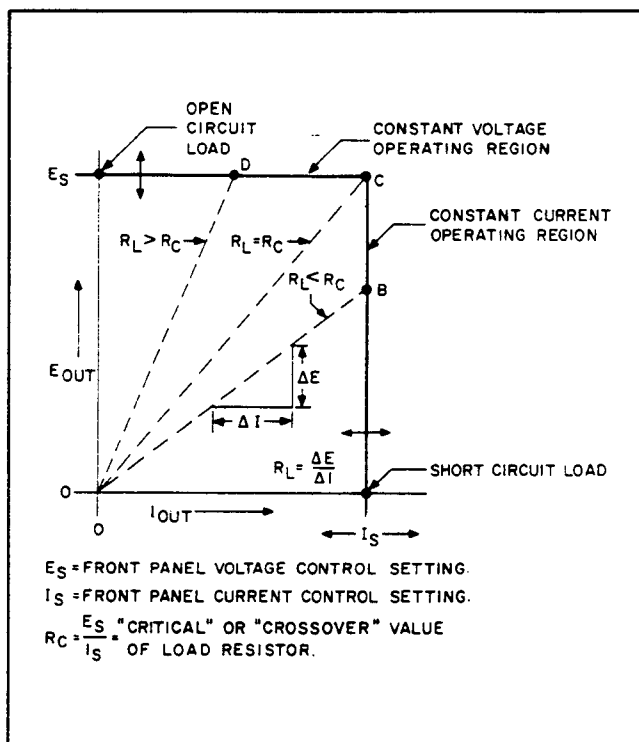 OPEN
CIRCUIT
LOAD
CONSTANT VOLTAGE
OPERATING REGION
E_S
D
C
CONSTANT CURRENT
OPERATING REGION
R_L > R_C
R_L = R_C
R_L < R_C
B
E_OUT
ΔE
ΔI
R_L = ΔE/ΔI
SHORT CIRCUIT LOAD
O
O
I_OUT
I_S
E_S = FRONT PANEL VOLTAGE CONTROL SETTING.
I_S = FRONT PANEL CURRENT CONTROL SETTING.
R_C = E_S/I_S = "CRITICAL" OR "CROSSOVER" VALUE
OF LOAD RESISTOR.